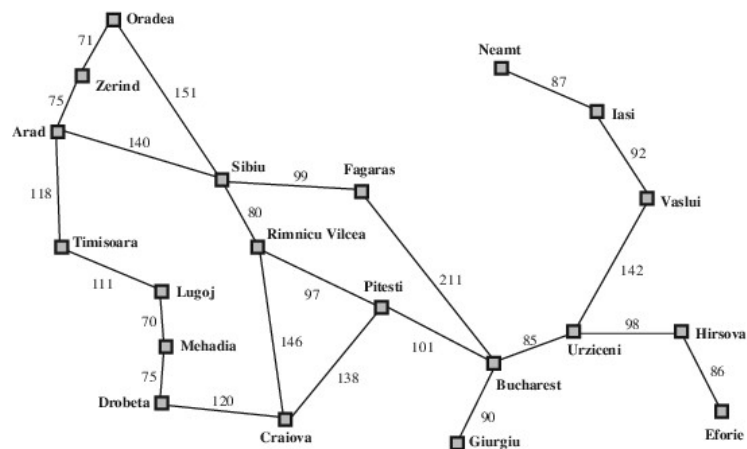 Oradea
71
Neamt
Zerind
87
75
151
Iasi
Arad
140
92
Sibiu
Fagaras
99
118
Vaslui
80
Timisoara
Rimnicu Vilcea
142
111
211
Lugoj
97
Pitesti
70
98
Hirsova
85
146
101
Urziceni
Mehadia
138
86
Bucharest
75
120
90
Drobeta
Craiova
Eforie
Giurgiu